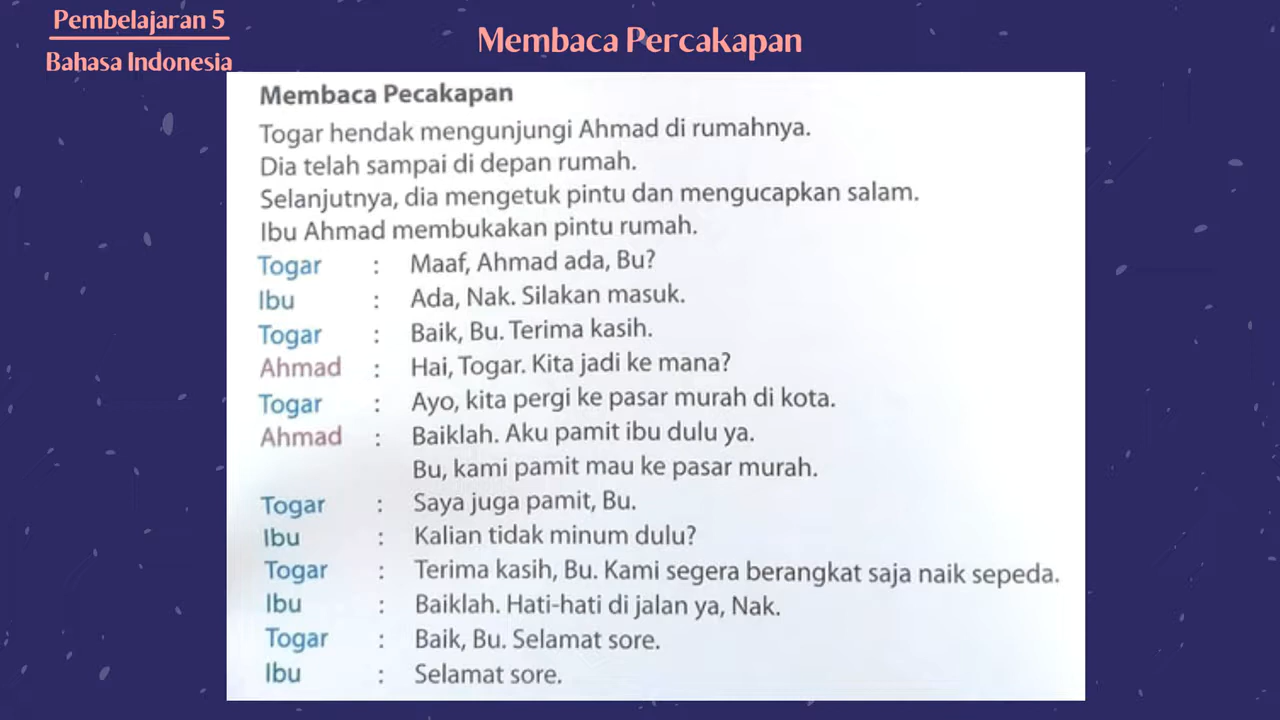 Pembelajaran 5
Bahasa Indonesia
Membaca Percakapan
Membaca Pecakapan
Togar hendak mengunjungi Ahmad di rumahnya.
Dia telah sampai di depan rumah.
Selanjutnya, dia mengetuk pintu dan mengucapkan salam.
Ibu Ahmad membukakan pintu rumah.
Togar : Maaf, Ahmad ada, Bu?
Ibu : Ada, Nak. Silakan masuk.
Togar : Baik, Bu. Terima kasih.
Ahmad : Hai, Togar. Kita jadi ke mana?
Togar : Ayo, kita pergi ke pasar murah di kota.
Ahmad : Baiklah. Aku pamit ibu dulu ya.
Bu, kami pamit mau ke pasar murah.
Togar : Saya juga pamit, Bu.
Ibu : Kalian tidak minum dulu?
Togar : Terima kasih, Bu. Kami segera berangkat saja naik sepeda.
Ibu : Baiklah. Hati-hati di jalan ya, Nak.
Togar : Baik, Bu. Selamat sore.
Ibu : Selamat sore.